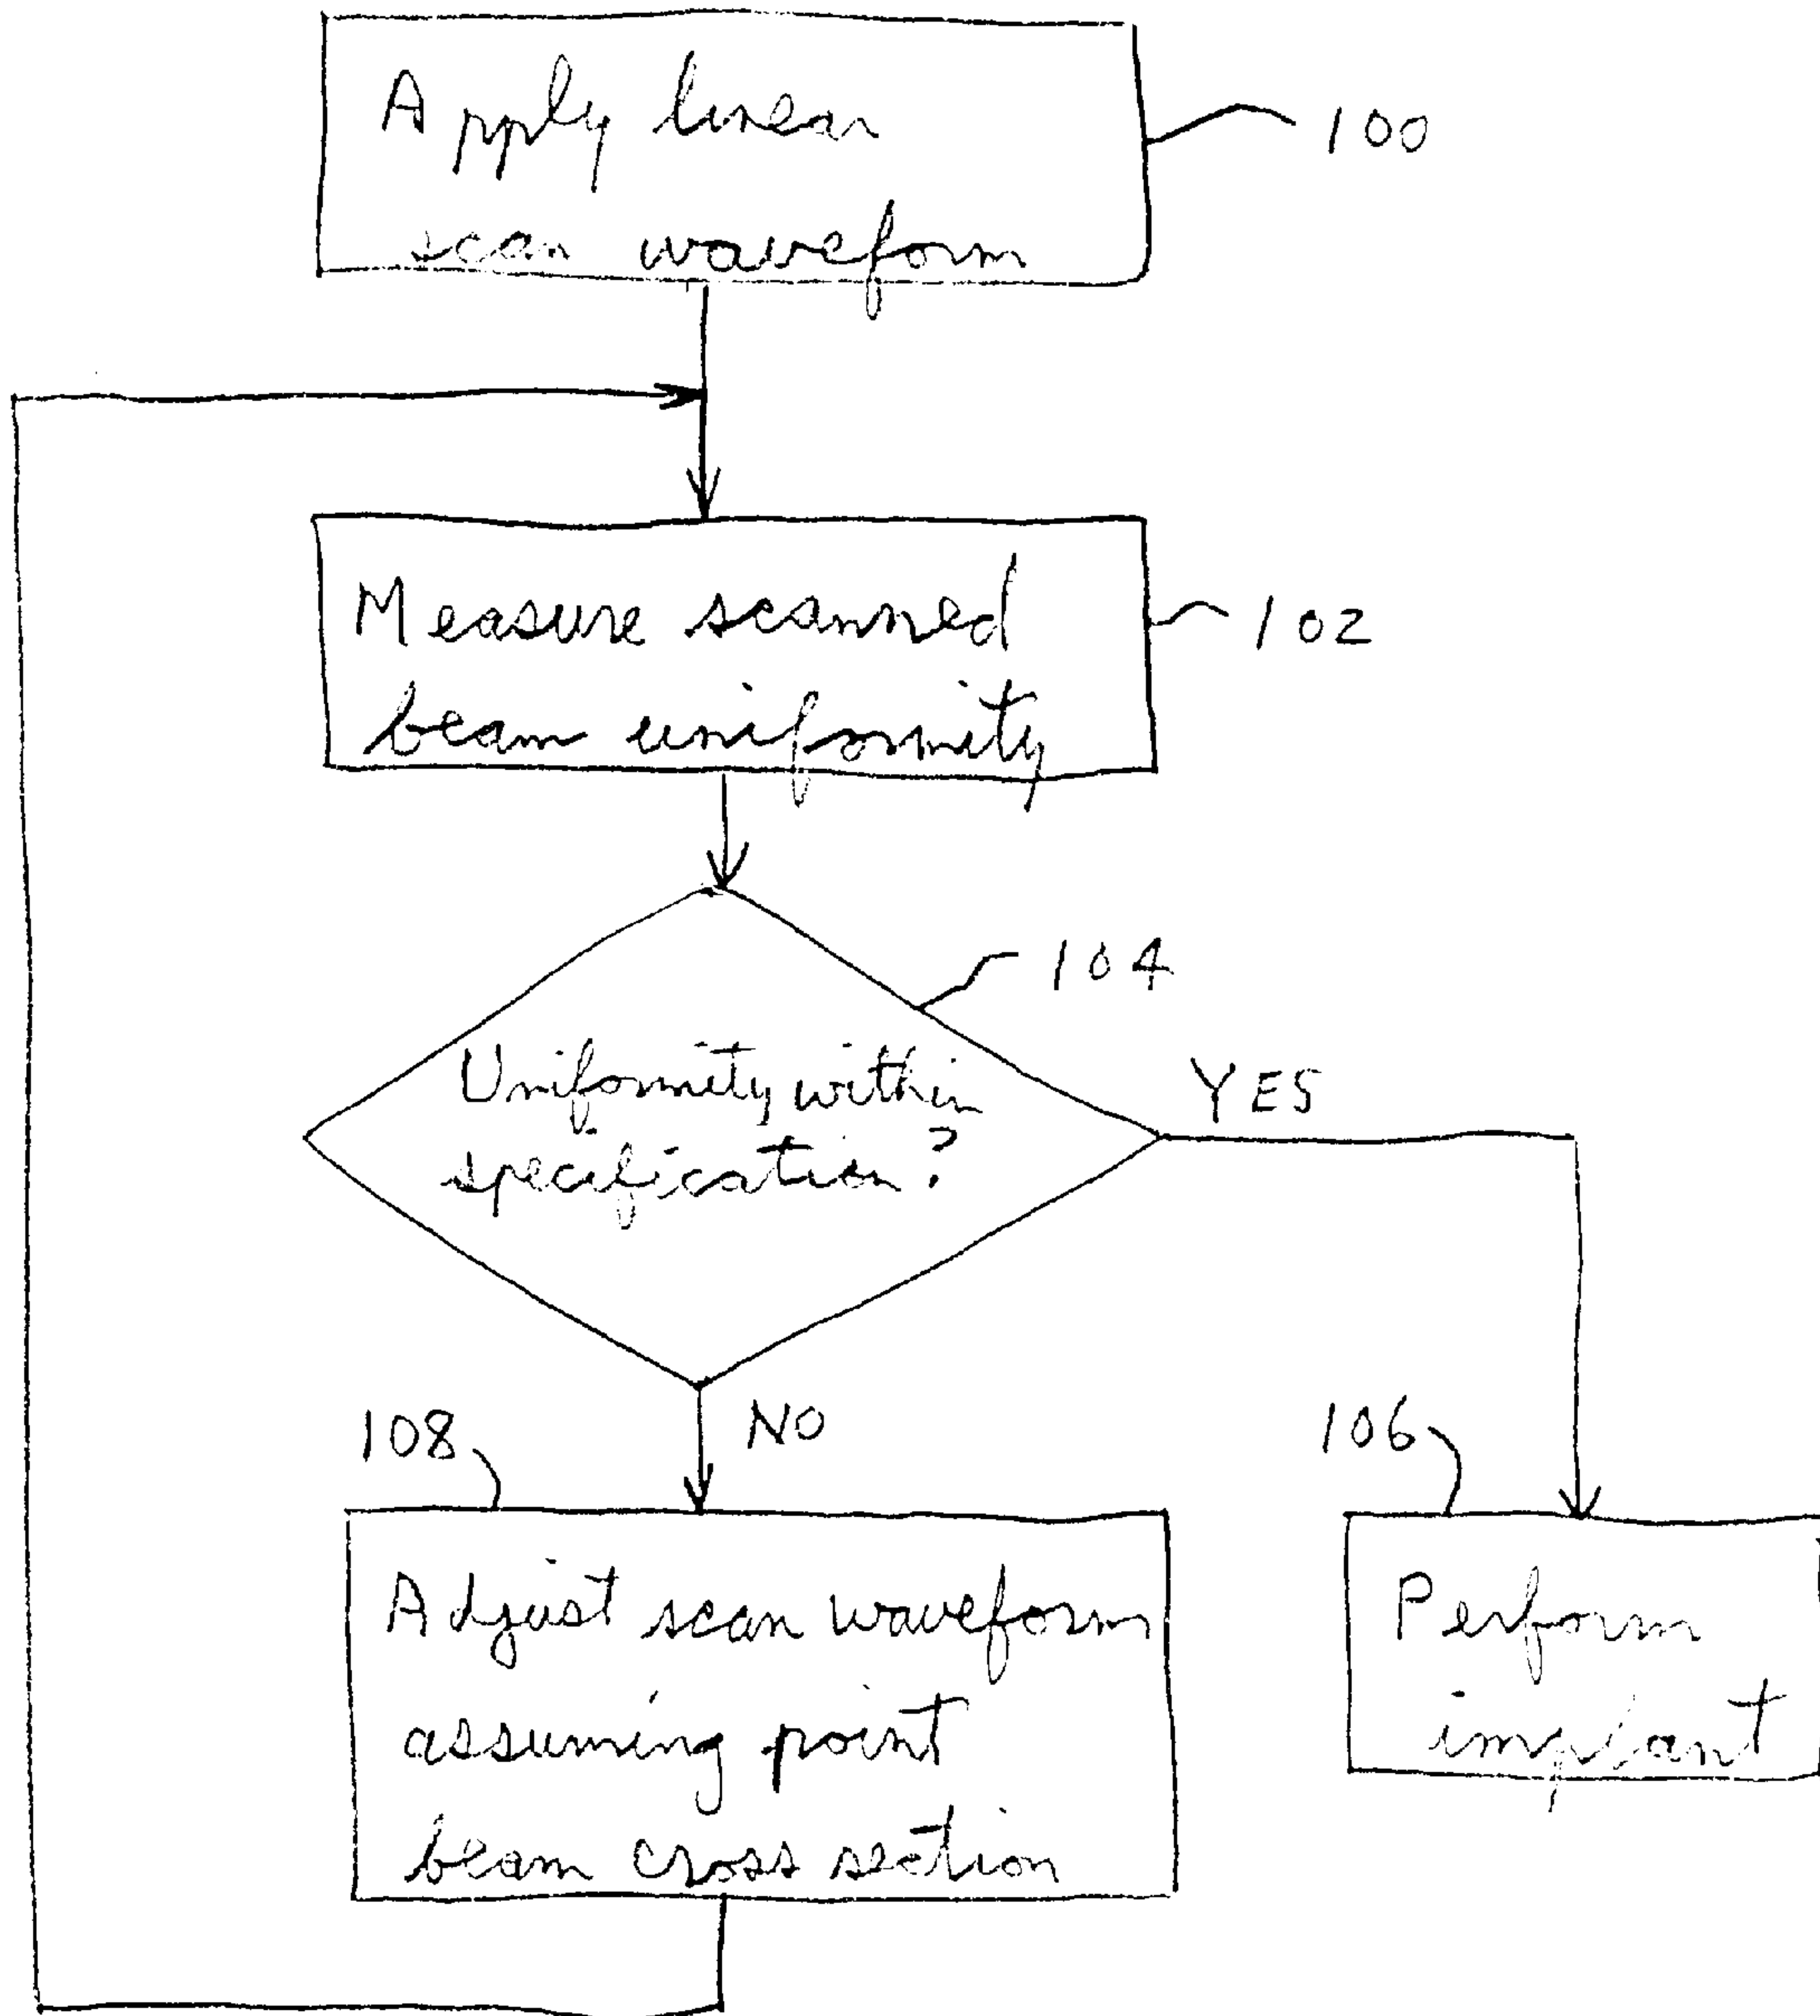 Apply linear
scan waveform
100
Measure scanned
beam uniformity
102
104
Uniformity within
specification?
YES
NO
108
106
Adjust scan waveform
assuming point
beam cross section
Perform
implant